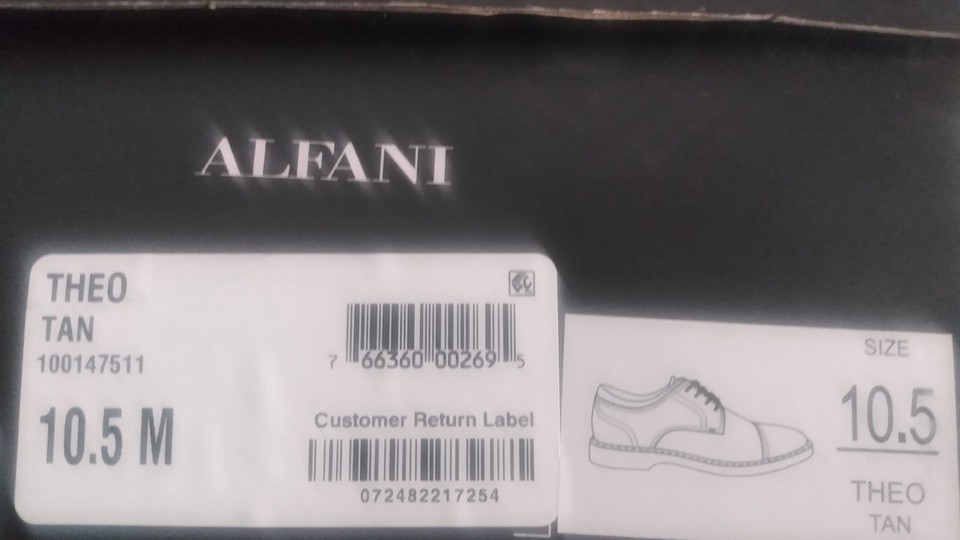 ALFANI
THEO
TAN
100147511
10.5 M
7 66360 00269 5
Customer Return Label
072482217254
SIZE
10.5
THEO
TAN